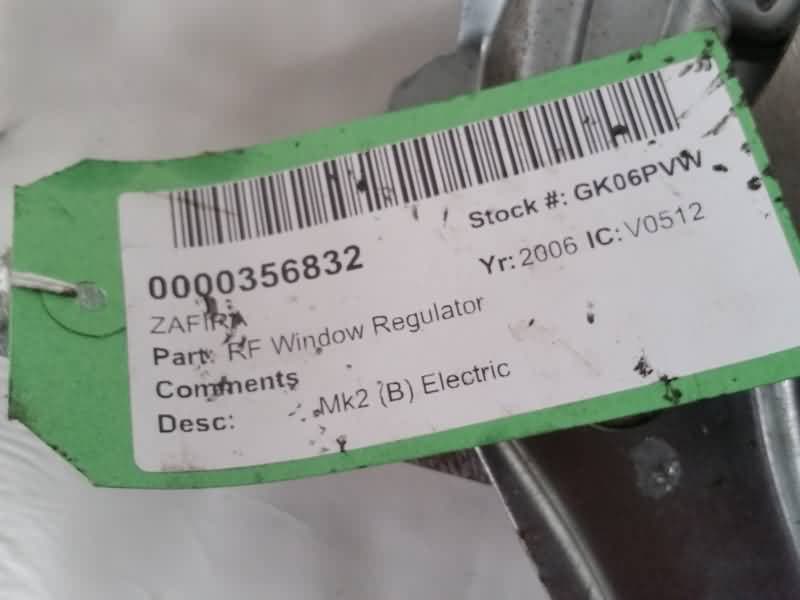 0000356832 Stock #: GK06PVW
ZAFIRA Yr: 2006 IC: V0512
Part: RF Window Regulator
Comments
Desc: Mk2 (B) Electric